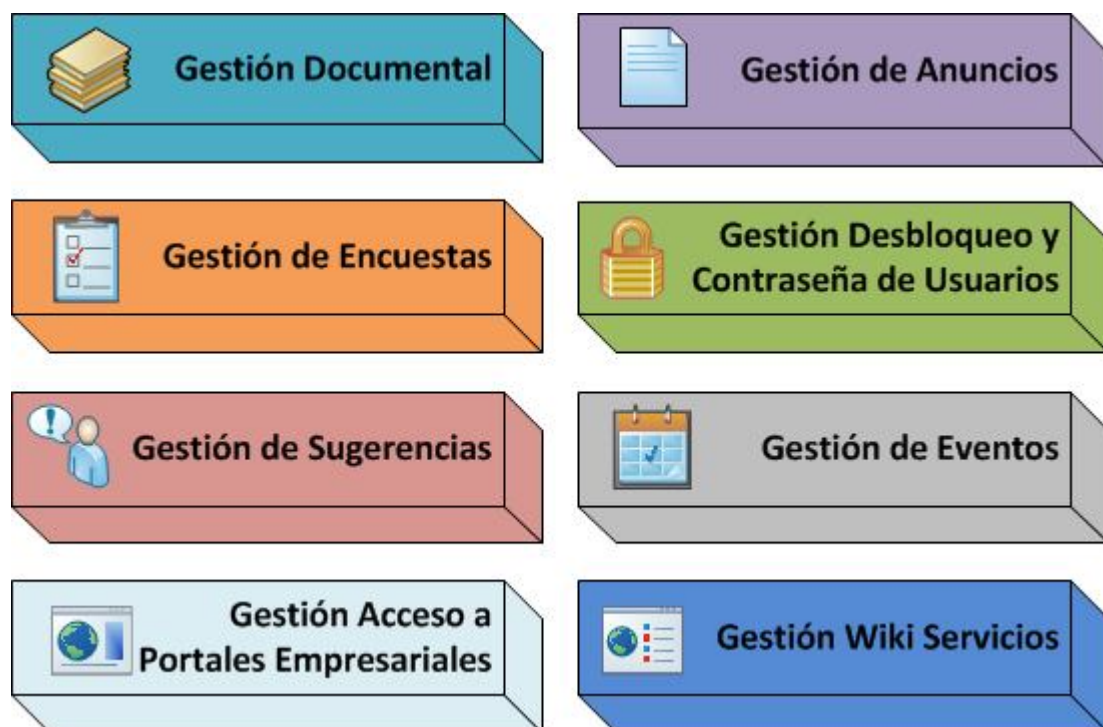 Gestión Documental
Gestión de Anuncios
Gestión de Encuestas
Gestión Desbloqueo y
Contraseña de Usuarios
Gestión de Sugerencias
Gestión de Eventos
Gestión Acceso a
Portales Empresariales
Gestión Wiki Servicios